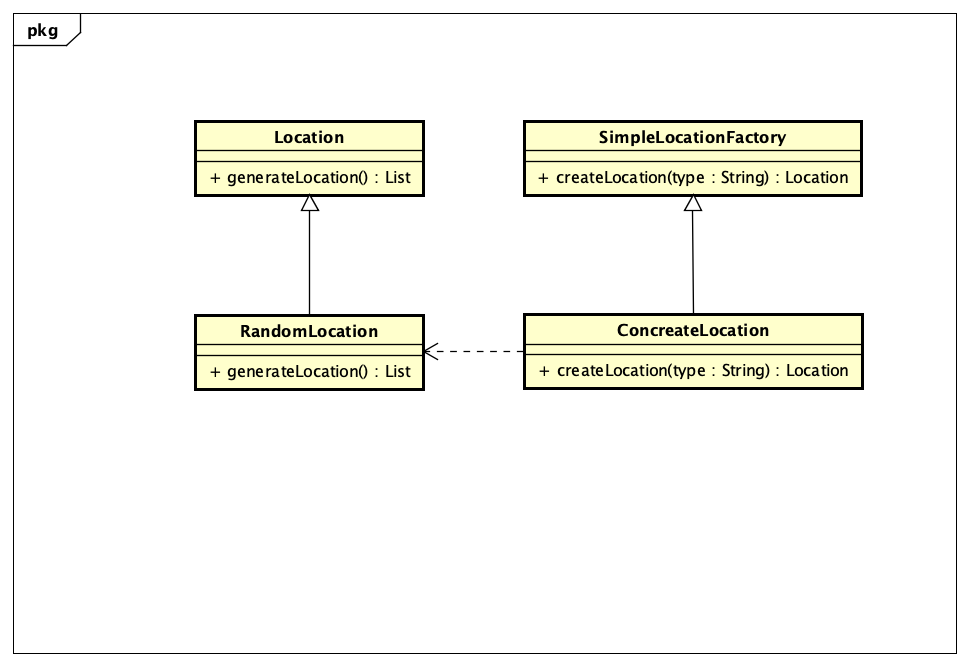 pkg
Location
+ generateLocation() : List
SimpleLocationFactory
+ createLocation(type : String) : Location
RandomLocation
+ generateLocation() : List
ConcreateLocation
+ createLocation(type : String) : Location